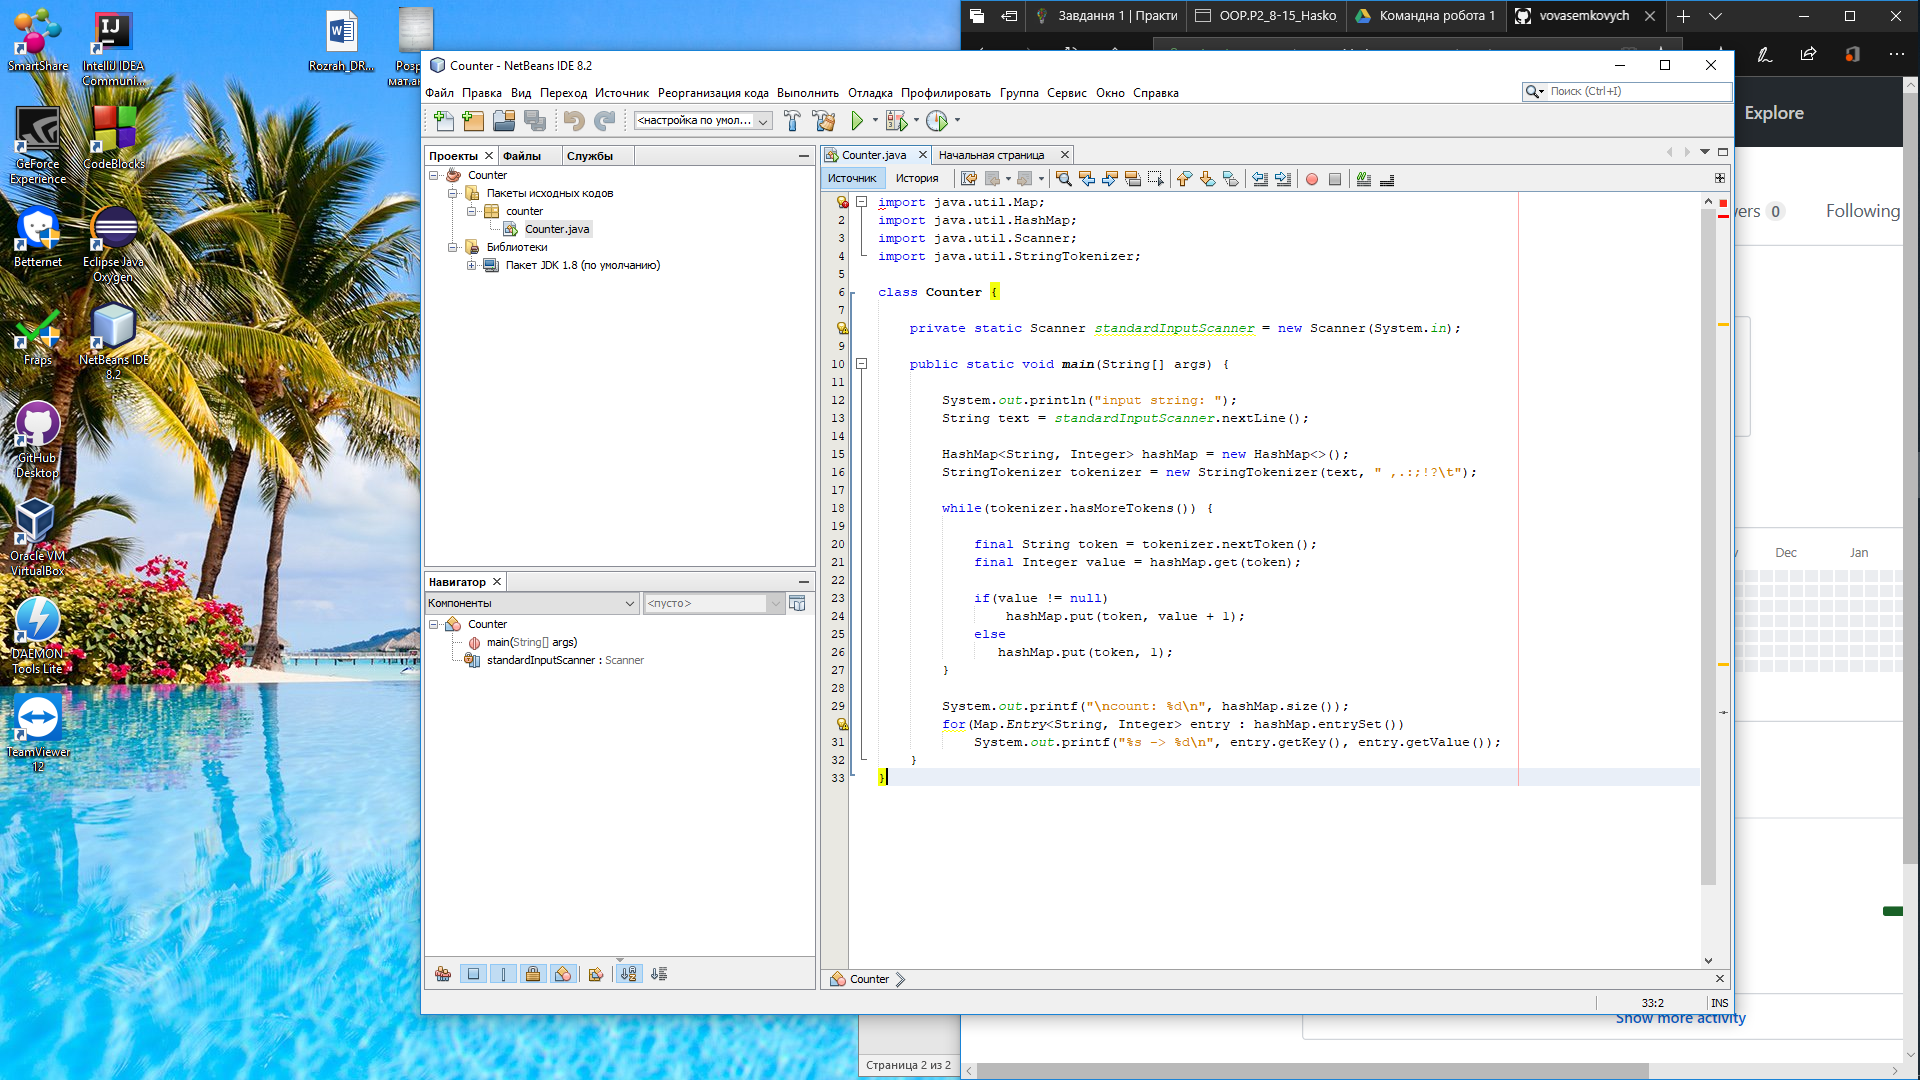 SmartShare
IntelliJ IDEA
Communi...
Rozrah_DR...
GeForce
Experience
CodeBlocks
Betternet
Eclipse Java
Oxygen
Fraps
NetBeans IDE
8.2
GitHub
Desktop
Oracle VM
VirtualBox
DAEMON
Tools Lite
TeamViewer
12
Завдання 1 | Практи
OOP.P2_8-15_Hasko
Командна робота 1
vovasemkovych
Counter - NetBeans IDE 8.2
Файл Правка Вид Переход Источник Реорганизация кода Выполнить Отладка Профилировать Группа Сервис Окно Справка
Поиск (Ctrl+I)
<настройка по умол...
Проекты Файлы Службы
Counter
Пакеты исходных кодов
counter
Counter.java
Библиотеки
Пакет JDK 1.8 (по умолчанию)
Навигатор
Компоненты
<пусто>
Counter
main(String[] args)
standardInputScanner : Scanner
Counter.java Начальная страница
Источник История
import java.util.Map;
2 import java.util.HashMap;
3 import java.util.Scanner;
4 import java.util.StringTokenizer;
5
6 class Counter {
7
private static Scanner standardInputScanner = new Scanner(System.in);
9
10 public static void main(String[] args) {
11
12 System.out.println("input string: ");
13 String text = standardInputScanner.nextLine();
14
15 HashMap<String, Integer> hashMap = new HashMap<>();
16 StringTokenizer tokenizer = new StringTokenizer(text, " ,.:;!?\t");
17
18 while(tokenizer.hasMoreTokens()) {
19
20 final String token = tokenizer.nextToken();
21 final Integer value = hashMap.get(token);
22
23 if(value != null)
24 hashMap.put(token, value + 1);
25 else
26 hashMap.put(token, 1);
27 }
28
29 System.out.printf("\ncount: %d\n", hashMap.size());
for(Map.Entry<String, Integer> entry : hashMap.entrySet())
31 System.out.printf("%s -> %d\n", entry.getKey(), entry.getValue());
32 }
33 }
Counter
33:2 INS
Explore
0
Following
Dec Jan
Show more activity
Страница 2 из 2